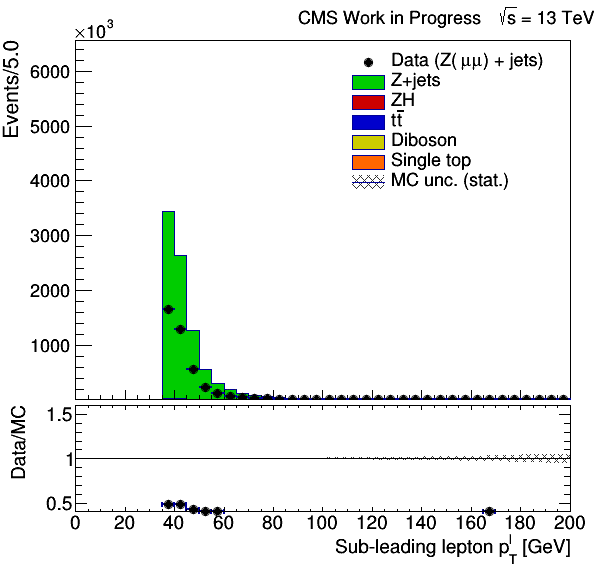 CMS Work in Progress √s = 13 TeV
×10³
Events/5.0
6000
5000
4000
3000
2000
1000
Data (Z(μμ) + jets)
Z+jets
ZH
tt̅
Diboson
Single top
MC unc. (stat.)
Data/MC
1.5
1
0.5
0 20 40 60 80 100 120 140 160 180 200
Sub-leading lepton p_T^l [GeV]